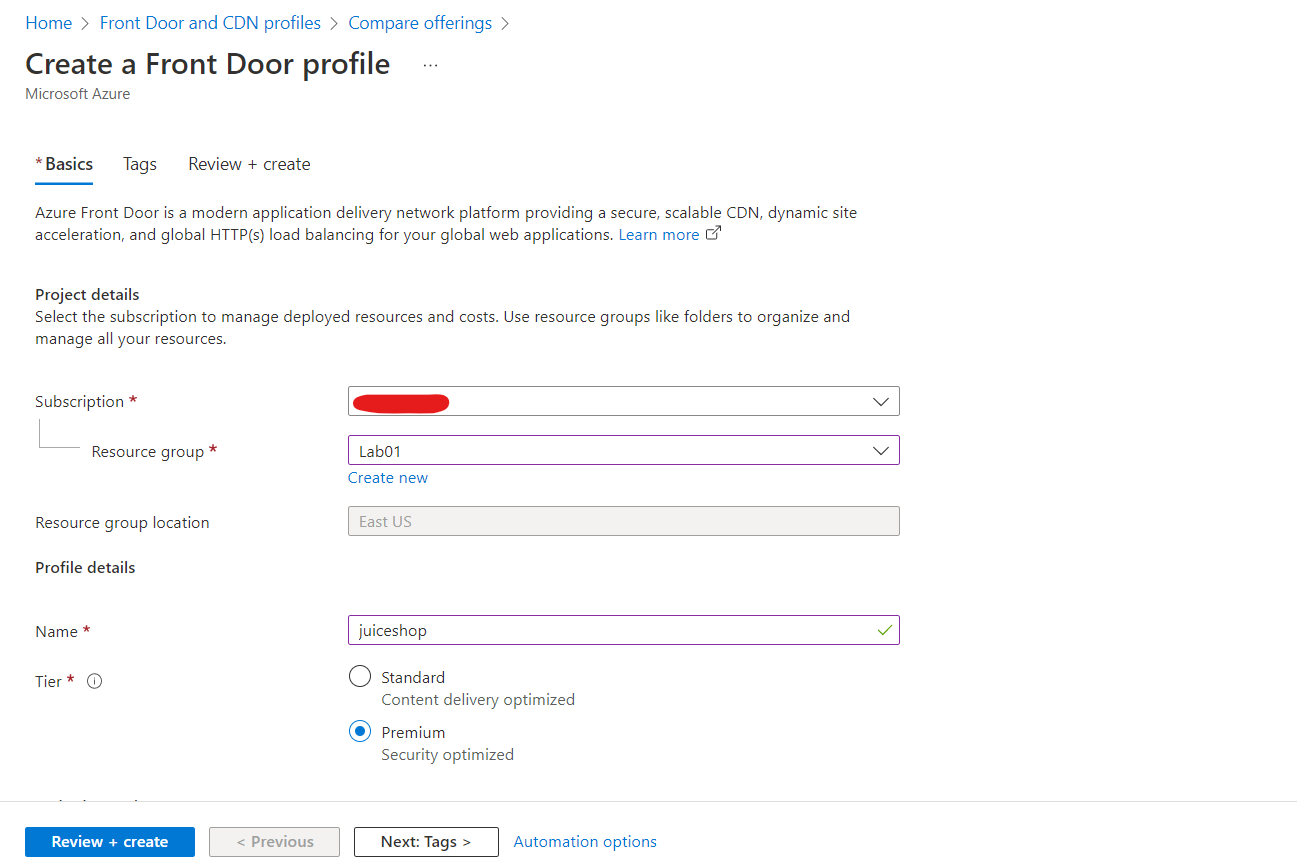 Home > Front Door and CDN profiles > Compare offerings >
Create a Front Door profile ...
Microsoft Azure
* Basics Tags Review + create
Azure Front Door is a modern application delivery network platform providing a secure, scalable CDN, dynamic site
acceleration, and global HTTP(s) load balancing for your global web applications. Learn more
Project details
Select the subscription to manage deployed resources and costs. Use resource groups like folders to organize and
manage all your resources.
Subscription *
Resource group * Lab01
Create new
Resource group location East US
Profile details
Name * juiceshop
Tier * Standard
Content delivery optimized
Premium
Security optimized
Review + create < Previous Next: Tags > Automation options